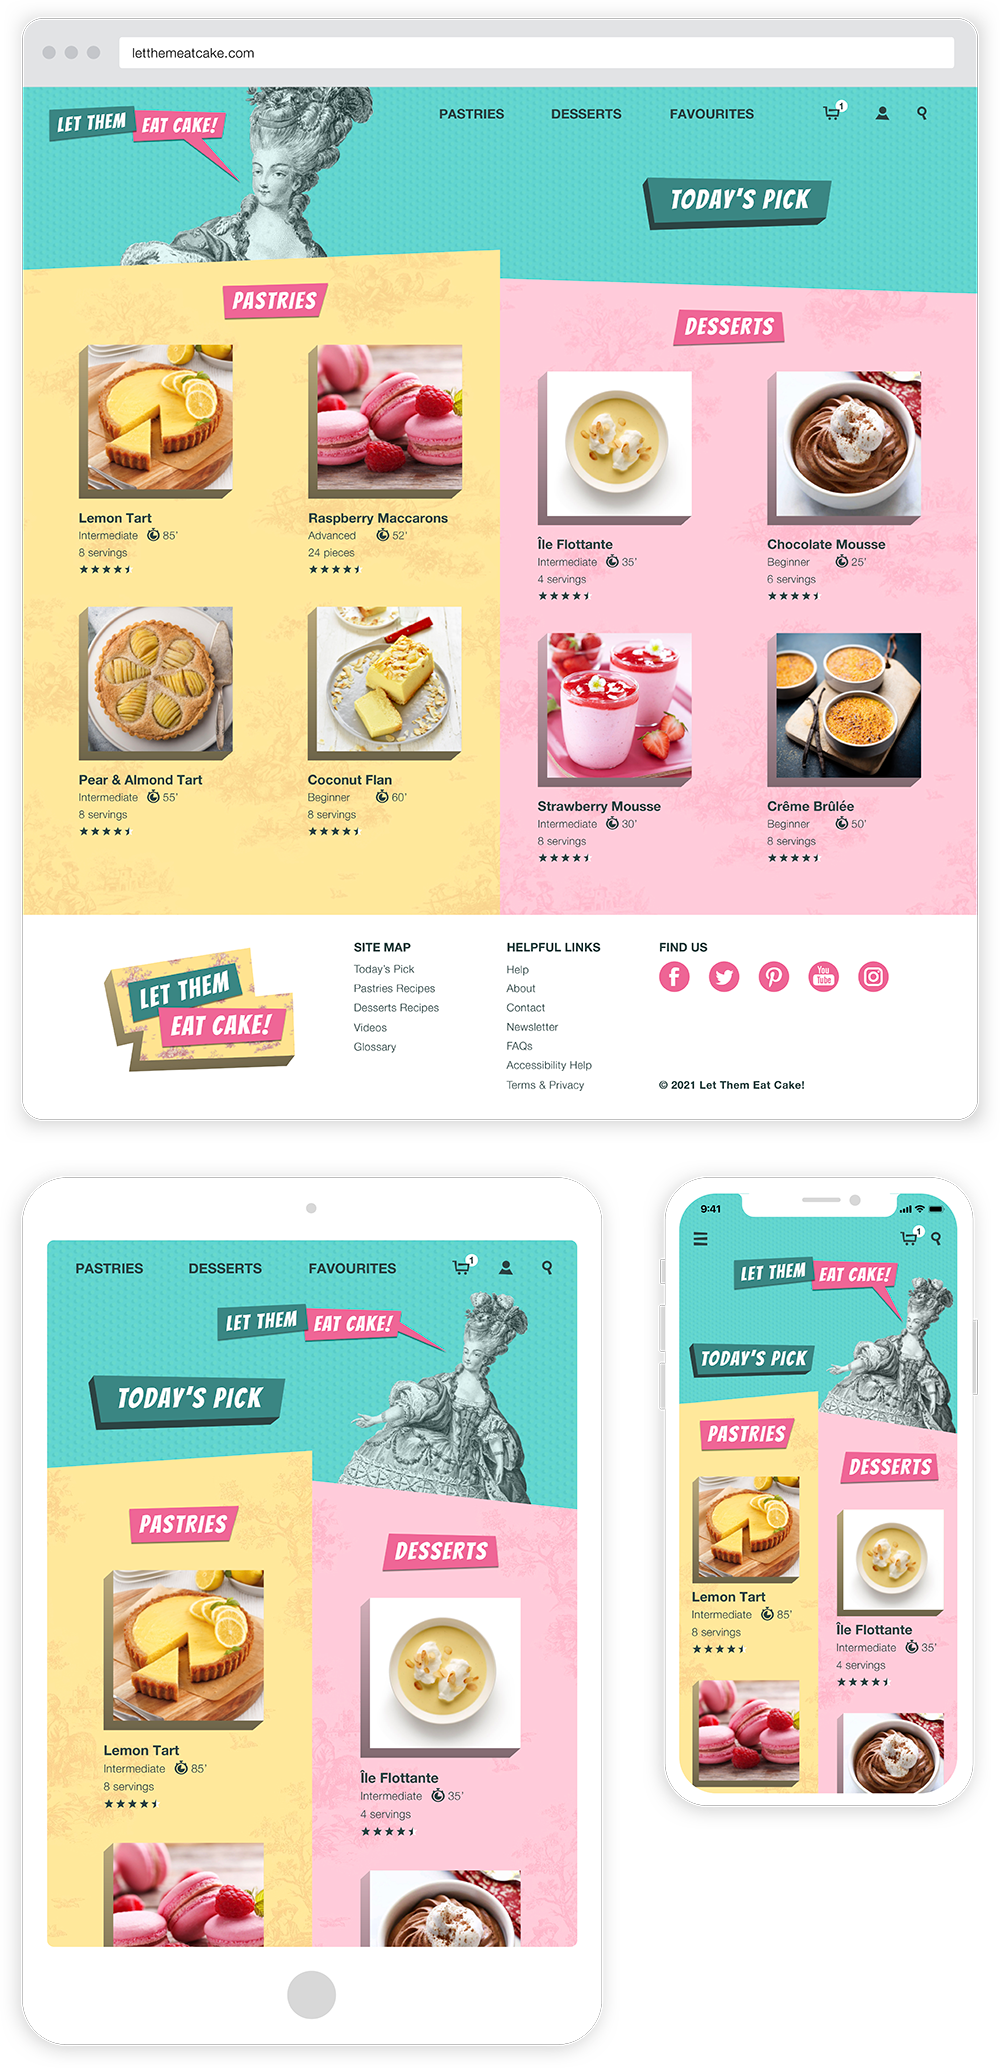 letthemeatcake.com
LET THEM EAT CAKE!
PASTRIES DESSERTS FAVOURITES 1
TODAY'S PICK
PASTRIES
Lemon Tart
Intermediate 85'
8 servings
Raspberry Maccarons
Advanced 52'
24 pieces
Pear & Almond Tart
Intermediate 55'
8 servings
Coconut Flan
Beginner 60'
8 servings
DESSERTS
Île Flottante
Intermediate 35'
4 servings
Chocolate Mousse
Beginner 25'
6 servings
Strawberry Mousse
Intermediate 30'
8 servings
Crême Brûlée
Beginner 50'
8 servings
LET THEM
EAT CAKE!
SITE MAP
Today's Pick
Pastries Recipes
Desserts Recipes
Videos
Glossary
HELPFUL LINKS
Help
About
Contact
Newsletter
FAQs
Accessibility Help
Terms & Privacy
FIND US
You
Tube
© 2021 Let Them Eat Cake!
PASTRIES DESSERTS FAVOURITES 1
LET THEM EAT CAKE!
TODAY'S PICK
PASTRIES
Lemon Tart
Intermediate 85'
8 servings
DESSERTS
Île Flottante
Intermediate 35'
4 servings
9:41
1
LET THEM EAT CAKE!
TODAY'S PICK
PASTRIES
Lemon Tart
Intermediate 85'
8 servings
DESSERTS
Île Flottante
Intermediate 35'
4 servings